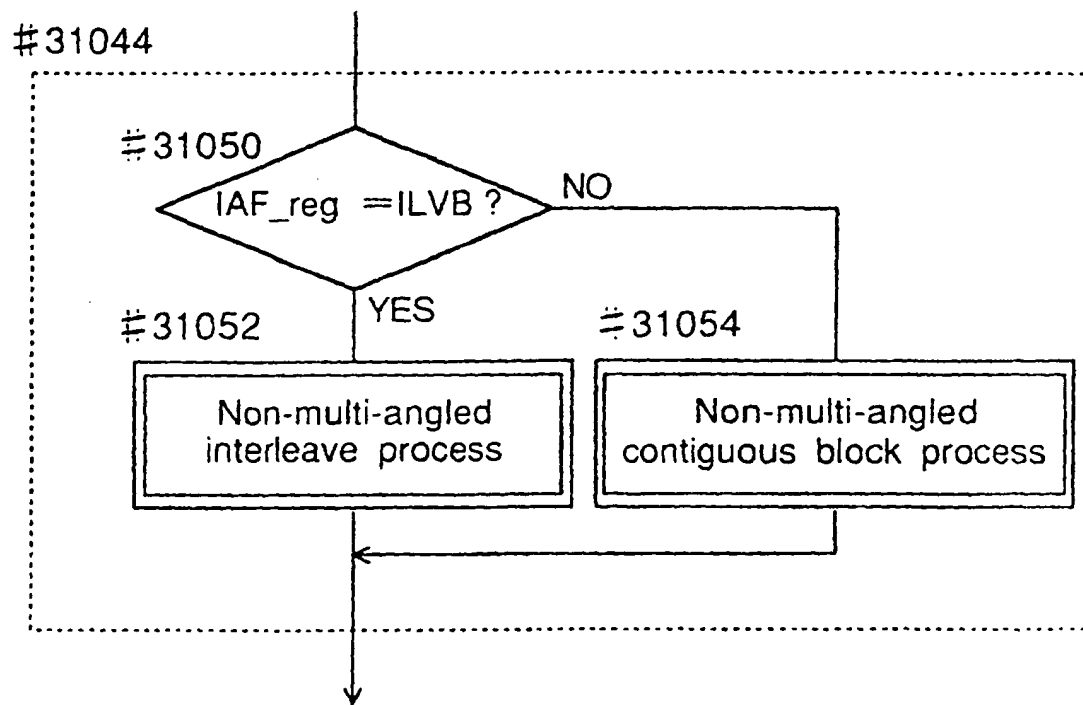 #31044
#31050
IAF_reg =ILVB ?
NO
YES
#31052
#31054
Non-multi-angled
interleave process
Non-multi-angled
contiguous block process